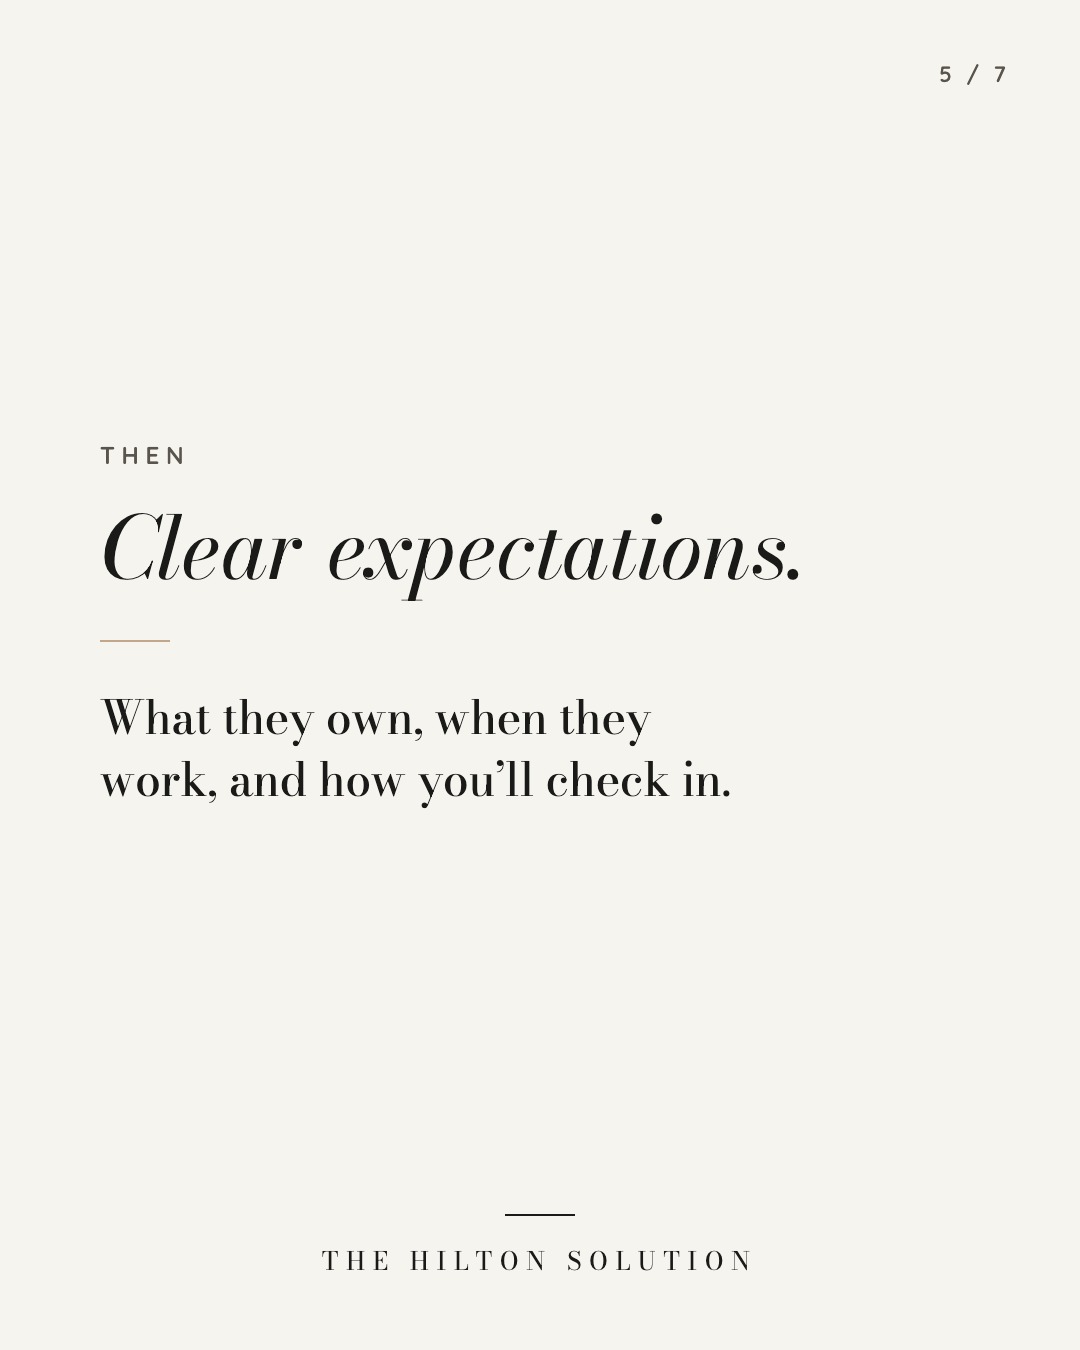 5 / 7
THEN
Clear expectations.
What they own, when they
work, and how you’ll check in.
THE HILTON SOLUTION